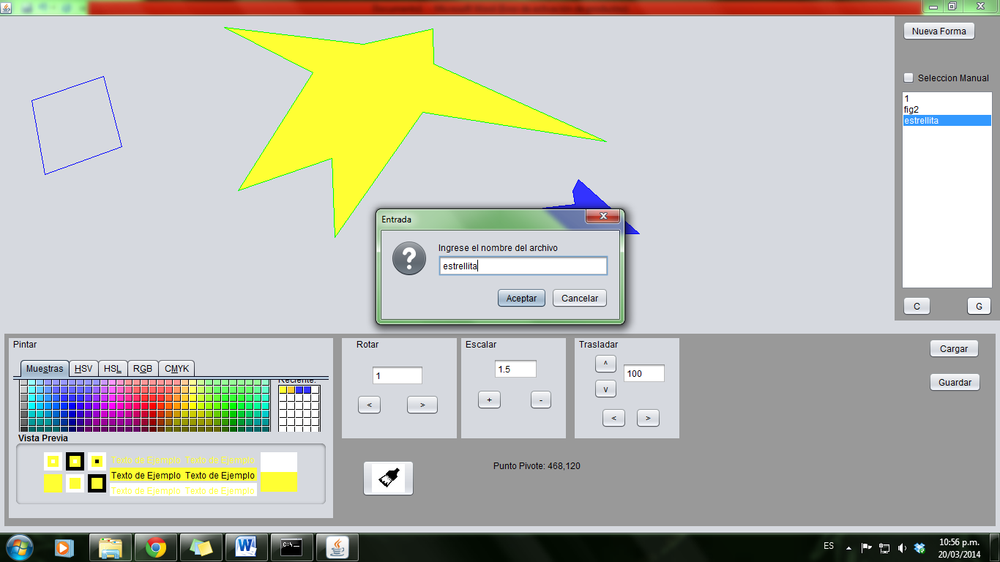 Nueva Forma
Seleccion Manual
1
fig2
estrellita
C G
Entrada
Ingrese el nombre del archivo
estrellita
Aceptar Cancelar
Pintar
Muestras HSV HSL RGB CMYK
Reciente:
Vista Previa
Texto de Ejemplo Texto de Ejemplo
Texto de Ejemplo Texto de Ejemplo
Texto de Ejemplo Texto de Ejemplo
Rotar
1
< >
Escalar
1.5
+ -
Trasladar
^
100
v
< >
Punto Pivote: 468,120
Cargar
Guardar
C:\_
ES
10:56 p.m.
20/03/2014